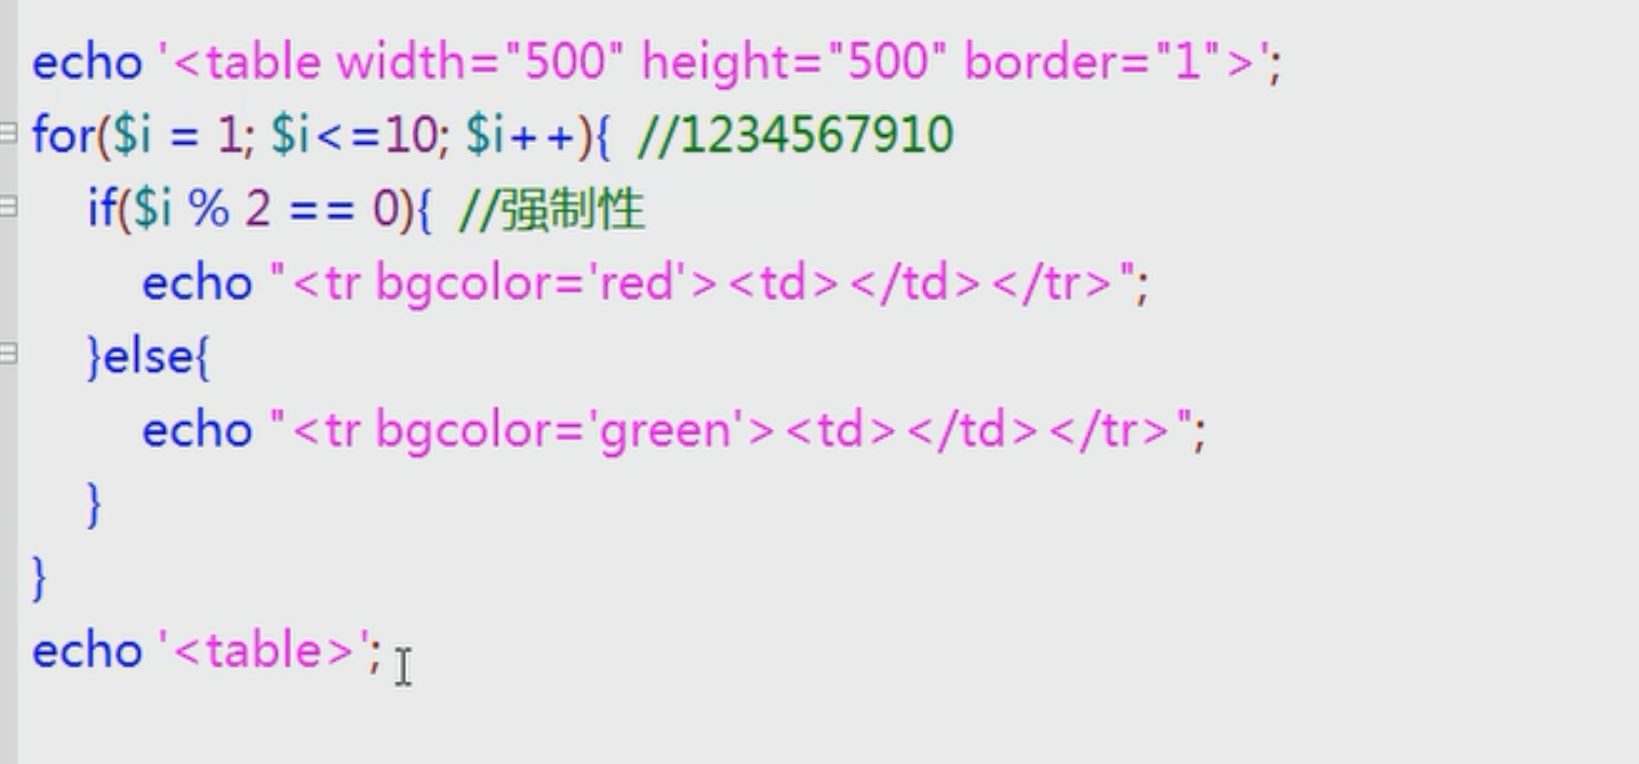 echo '<table width="500" height="500" border="1">';
for($i = 1; $i<=10; $i++){ //1234567910
if($i % 2 == 0){ //强制性
echo "<tr bgcolor='red'><td></td></tr>";
}else{
echo "<tr bgcolor='green'><td></td></tr>";
}
}
echo '<table>';